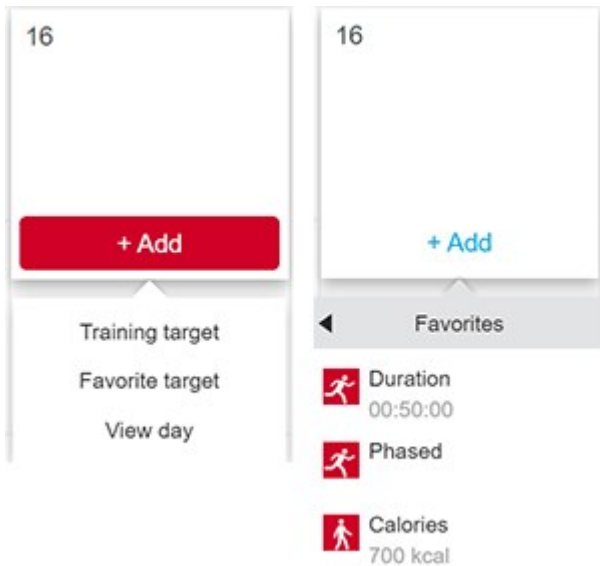 16
+ Add
Training target
Favorite target
View day
16
+ Add
Favorites
Duration
00:50:00
Phased
Calories
700 kcal